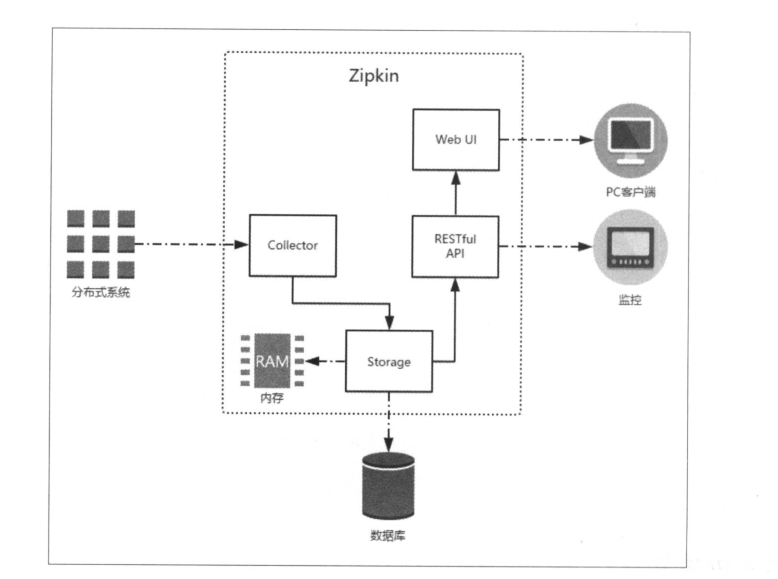 Zipkin
Web UI
PC客户端
Collector
RESTful
API
分布式系统
监控
RAM
Storage
内存
数据库